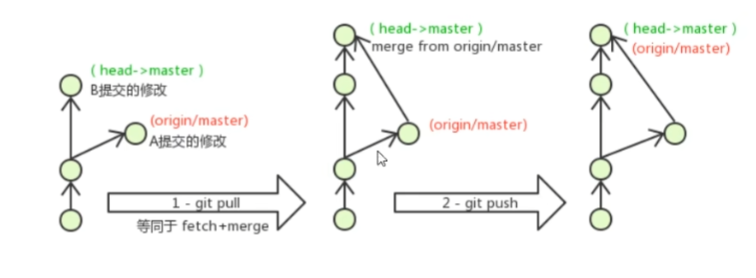 ( head->master )
B提交的修改
(origin/master)
A提交的修改
1 - git pull
等同于 fetch+merge
( head->master )
merge from origin/master
(origin/master)
2 - git push
( head->master )
(origin/master)